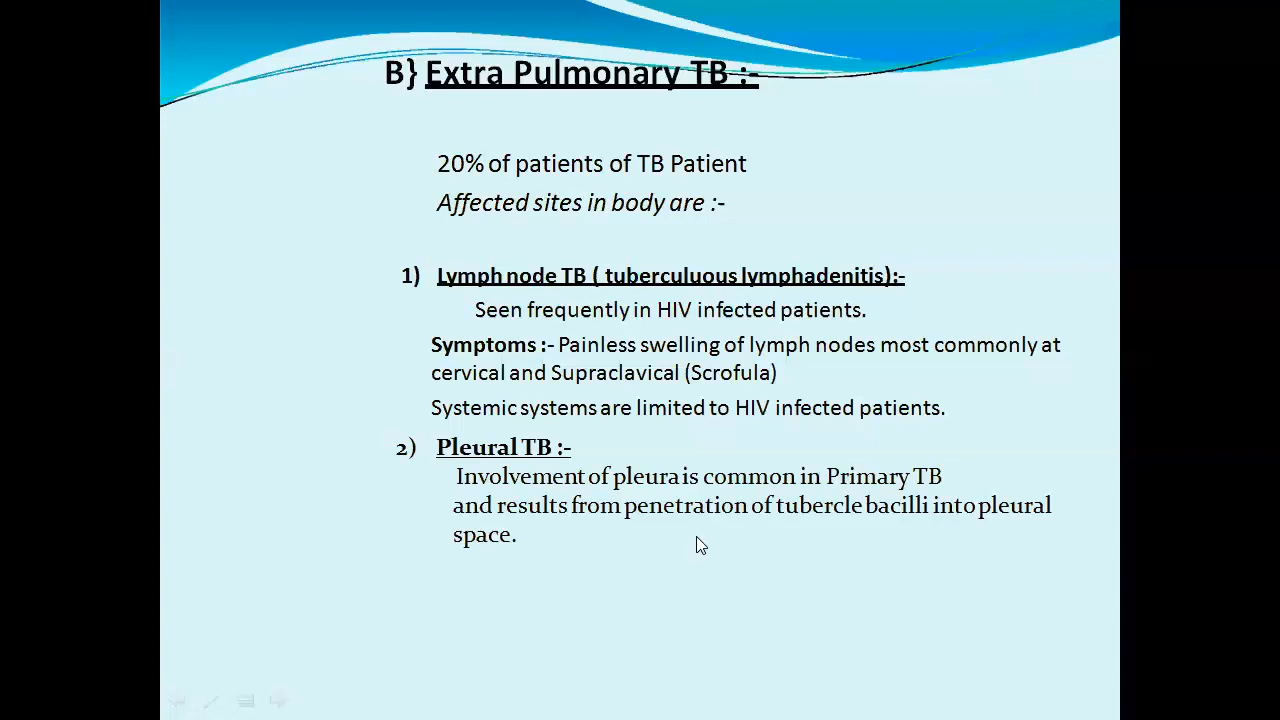 B} Extra Pulmonary TB :-
20% of patients of TB Patient
Affected sites in body are :-
1) Lymph node TB ( tuberculuous lymphadenitis):-
Seen frequently in HIV infected patients.
Symptoms :- Painless swelling of lymph nodes most commonly at
cervical and Supraclavical (Scrofula)
Systemic systems are limited to HIV infected patients.
2) Pleural TB :-
Involvement of pleura is common in Primary TB
and results from penetration of tubercle bacilli into pleural
space.